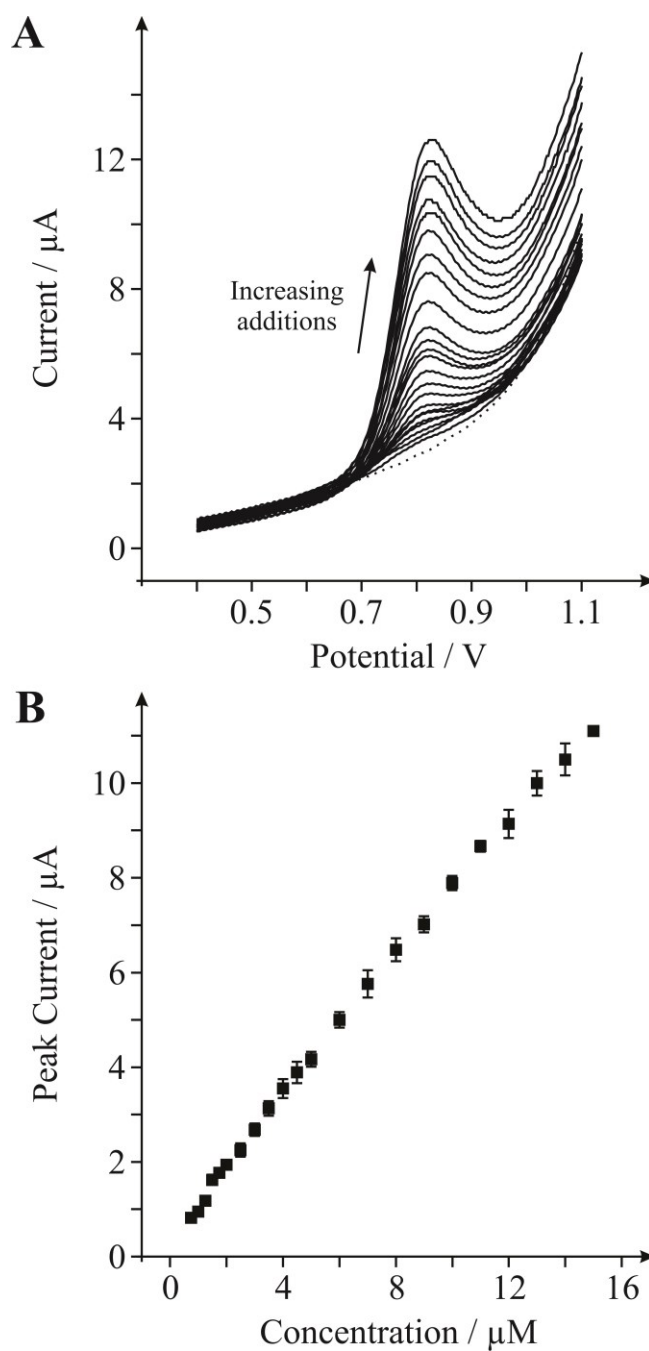 A
12
8
4
0
Current / µA
Increasing
additions
0.5 0.7 0.9 1.1
Potential / V
B
10
8
6
4
2
0
Peak Current / µA
0 4 8 12 16
Concentration / µM